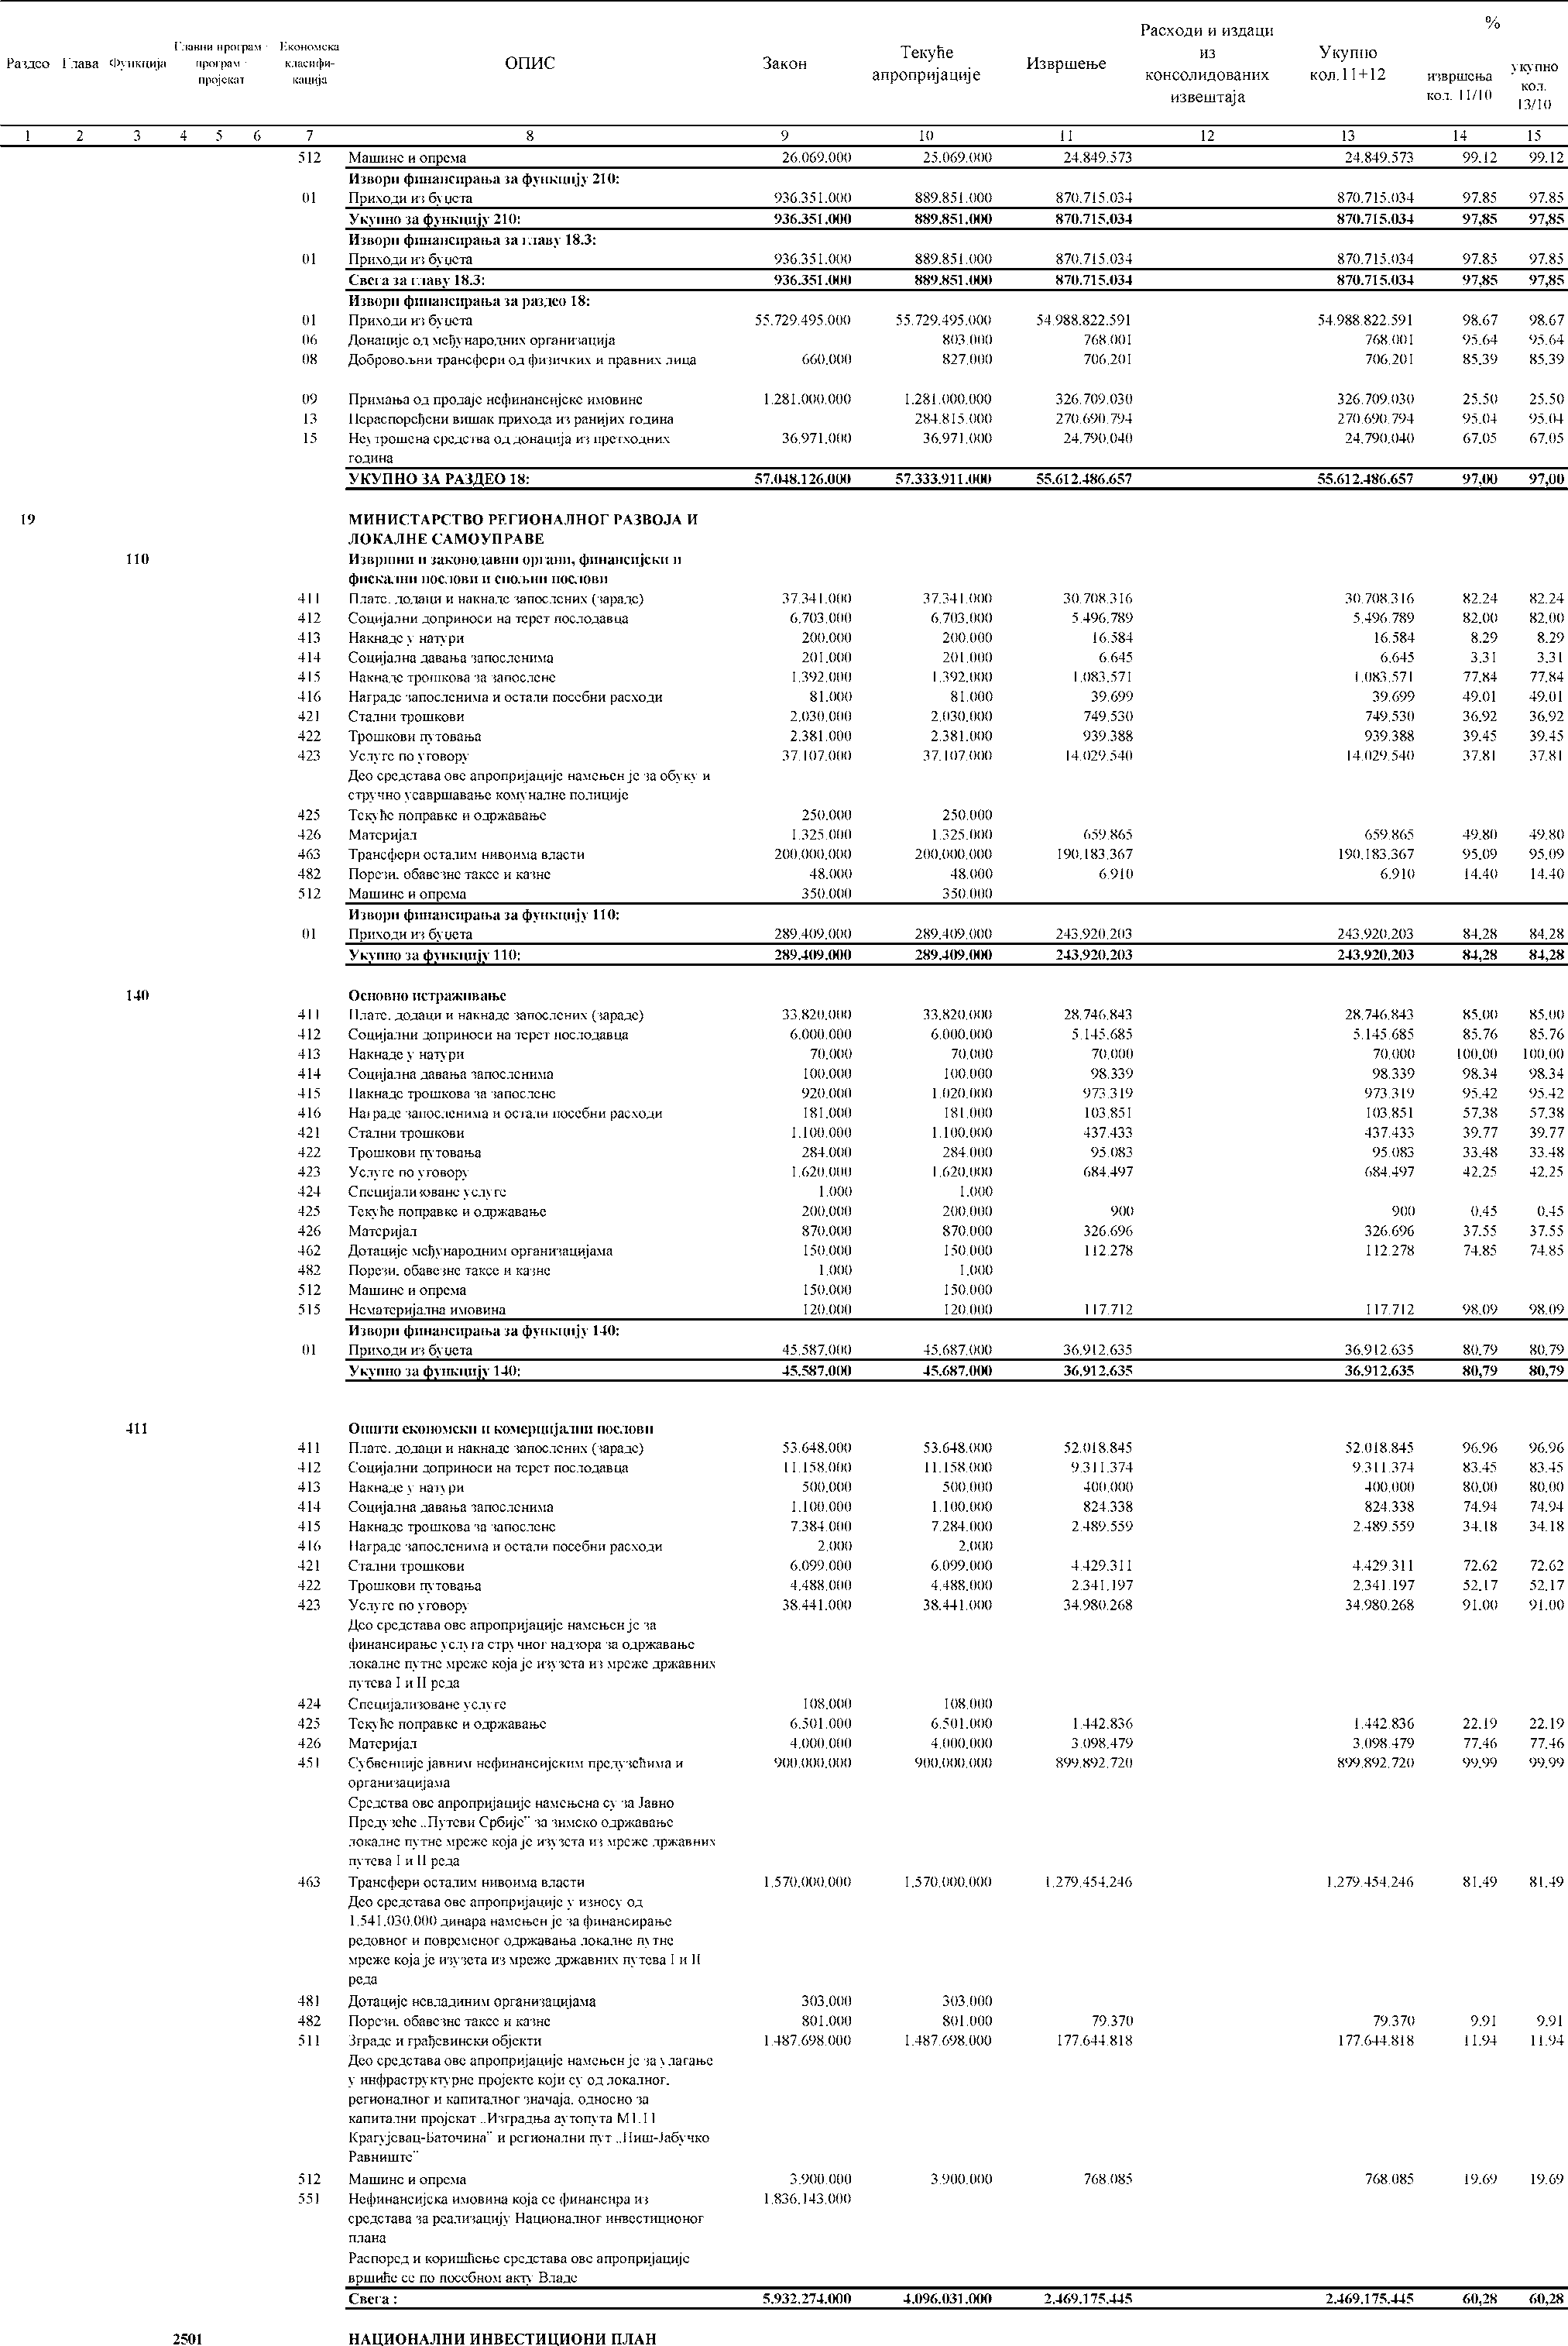 Раздео Глава Функција Главни програм - програм - пројекат Економска класифи-кација ОПИС Закон Текуће апропријације Извршење Расходи и издаци из консолидованих извештаја Укупно кол.11+12 % извршења кол. 11/10 укупно кол. 13/10
1 2 3 4 5 6 7 8 9 10 11 12 13 14 15
512 Машине и опрема 26.069.000 25.069.000 24.849.573 24.849.573 99,12 99,12
Извори финансирања за функцију 210:
01 Приходи из буџета 936.351.000 889.851.000 870.715.034 870.715.034 97,85 97,85
Укупно за функцију 210: 936.351.000 889.851.000 870.715.034 870.715.034 97,85 97,85
Извори финансирања за главу 18.3:
01 Приходи из буџета 936.351.000 889.851.000 870.715.034 870.715.034 97,85 97,85
Свега за главу 18.3: 936.351.000 889.851.000 870.715.034 870.715.034 97,85 97,85
Извори финансирања за раздео 18:
01 Приходи из буџета 55.729.495.000 55.729.495.000 54.988.822.591 54.988.822.591 98,67 98,67
06 Донације од међународних организација 803.000 768.001 768.001 95,64 95,64
08 Добровољни трансфери од физичких и правних лица 660.000 827.000 706.201 706.201 85,39 85,39
09 Примања од продаје нефинансијске имовине 1.281.000.000 1.281.000.000 326.709.030 326.709.030 25,50 25,50
13 Нераспоређени вишак прихода из ранијих година 284.815.000 270.690.794 270.690.794 95,04 95,04
15 Неутрошена средства од донација из претходних 36.971.000 36.971.000 24.790.040 24.790.040 67,05 67,05
година
УКУПНО ЗА РАЗДЕО 18: 57.048.126.000 57.333.911.000 55.612.486.657 55.612.486.657 97,00 97,00
19 МИНИСТАРСТВО РЕГИОНАЛНОГ РАЗВОЈА И
ЛОКАЛНЕ САМОУПРАВЕ
110 Извршни и законодавни органи, финансијски и
фискални послови и спољни послови
411 Плате, додаци и накнаде запослених (зараде) 37.341.000 37.341.000 30.708.316 30.708.316 82,24 82,24
412 Социјални доприноси на терет послодавца 6.703.000 6.703.000 5.496.789 5.496.789 82,00 82,00
413 Накнаде у натури 200.000 200.000 16.584 16.584 8,29 8,29
414 Социјална давања запосленима 201.000 201.000 6.645 6.645 3,31 3,31
415 Накнаде трошкова за запослене 1.392.000 1.392.000 1.083.571 1.083.571 77,84 77,84
416 Награде запосленима и остали посебни расходи 81.000 81.000 39.699 39.699 49,01 49,01
421 Стални трошкови 2.030.000 2.030.000 749.530 749.530 36,92 36,92
422 Трошкови путовања 2.381.000 2.381.000 939.388 939.388 39,45 39,45
423 Услуге по уговору 37.107.000 37.107.000 14.029.540 14.029.540 37,81 37,81
Део средстава ове апропријације намењен је за обуку и
стручно усавршавање комуналне полиције
425 Текуће поправке и одржавање 250.000 250.000
426 Материјал 1.325.000 1.325.000 659.865 659.865 49,80 49,80
463 Трансфери осталим нивоима власти 200.000.000 200.000.000 190.183.367 190.183.367 95,09 95,09
482 Порези, обавезне таксе и казне 48.000 48.000 6.910 6.910 14,40 14,40
512 Машине и опрема 350.000 350.000
Извори финансирања за функцију 110:
01 Приходи из буџета 289.409.000 289.409.000 243.920.203 243.920.203 84,28 84,28
Укупно за функцију 110: 289.409.000 289.409.000 243.920.203 243.920.203 84,28 84,28
140 Основно истраживање
411 Плате, додаци и накнаде запослених (зараде) 33.820.000 33.820.000 28.746.843 28.746.843 85,00 85,00
412 Социјални доприноси на терет послодавца 6.000.000 6.000.000 5.145.685 5.145.685 85,76 85,76
413 Накнаде у натури 70.000 70.000 70.000 70.000 100,00 100,00
414 Социјална давања запосленима 100.000 100.000 98.339 98.339 98,34 98,34
415 Накнаде трошкова за запослене 920.000 1.020.000 973.319 973.319 95,42 95,42
416 Награде запосленима и остали посебни расходи 181.000 181.000 103.851 103.851 57,38 57,38
421 Стални трошкови 1.100.000 1.100.000 437.433 437.433 39,77 39,77
422 Трошкови путовања 284.000 284.000 95.083 95.083 33,48 33,48
423 Услуге по уговору 1.620.000 1.620.000 684.497 684.497 42,25 42,25
424 Специјализоване услуге 1.000 1.000
425 Текуће поправке и одржавање 200.000 200.000 900 900 0,45 0,45
426 Материјал 870.000 870.000 326.696 326.696 37,55 37,55
462 Дотације међународним организацијама 150.000 150.000 112.278 112.278 74,85 74,85
482 Порези, обавезне таксе и казне 1.000 1.000
512 Машине и опрема 150.000 150.000
515 Нематеријална имовина 120.000 120.000 117.712 117.712 98,09 98,09
Извори финансирања за функцију 140:
01 Приходи из буџета 45.587.000 45.687.000 36.912.635 36.912.635 80,79 80,79
Укупно за функцију 140: 45.587.000 45.687.000 36.912.635 36.912.635 80,79 80,79
411 Општи економски и комерцијални послови
411 Плате, додаци и накнаде запослених (зараде) 53.648.000 53.648.000 52.018.845 52.018.845 96,96 96,96
412 Социјални доприноси на терет послодавца 11.158.000 11.158.000 9.311.374 9.311.374 83,45 83,45
413 Накнаде у натури 500.000 500.000 400.000 400.000 80,00 80,00
414 Социјална давања запосленима 1.100.000 1.100.000 824.338 824.338 74,94 74,94
415 Накнаде трошкова за запослене 7.384.000 7.284.000 2.489.559 2.489.559 34,18 34,18
416 Награде запосленима и остали посебни расходи 2.000 2.000
421 Стални трошкови 6.099.000 6.099.000 4.429.311 4.429.311 72,62 72,62
422 Трошкови путовања 4.488.000 4.488.000 2.341.197 2.341.197 52,17 52,17
423 Услуге по уговору 38.441.000 38.441.000 34.980.268 34.980.268 91,00 91,00
Део средстава ове апропријације намењен је за
финансирање услуга стручног надзора за одржавање
локалне путне мреже која је изузета из мреже државних
путева I и II реда
424 Специјализоване услуге 108.000 108.000
425 Текуће поправке и одржавање 6.501.000 6.501.000 1.442.836 1.442.836 22,19 22,19
426 Материјал 4.000.000 4.000.000 3.098.479 3.098.479 77,46 77,46
451 Субвенције јавним нефинансијским предузећима и 900.000.000 900.000.000 899.892.720 899.892.720 99,99 99,99
организацијама
Средства ове апропријације намењена су за Јавно
Предузеће „Путеви Србије" за зимско одржавање
локалне путне мреже која је изузета из мреже државних
путева I и II реда
463 Трансфери осталим нивоима власти 1.570.000.000 1.570.000.000 1.279.454.246 1.279.454.246 81,49 81,49
Део средстава ове апропријације у износу од
1.541.030.000 динара намењен је за финансирање
редовног и повременог одржавања локалне путне
мреже која је изузета из мреже државних путева I и II
реда
481 Дотације невладиним организацијама 303.000 303.000
482 Порези, обавезне таксе и казне 801.000 801.000 79.370 79.370 9,91 9,91
511 Зграде и грађевински објекти 1.487.698.000 1.487.698.000 177.644.818 177.644.818 11,94 11,94
Део средстава ове апропријације намењен је за улагање
у инфраструктурне пројекте који су од локалног,
регионалног и капиталног значаја, односно за
капитални пројекат „Изградња аутопута М1.11
Крагујевац-Баточина" и регионални пут „Ниш-Јабучко
Равниште"
512 Машине и опрема 3.900.000 3.900.000 768.085 768.085 19,69 19,69
551 Нефинансијска имовина која се финансира из 1.836.143.000
средстава за реализацију Националног инвестиционог
плана
Распоред и коришћење средстава ове апропријације
вршиће се по посебном акту Владе
Свега : 5.932.274.000 4.096.031.000 2.469.175.445 2.469.175.445 60,28 60,28
2501 НАЦИОНАЛНИ ИНВЕСТИЦИОНИ ПЛАН